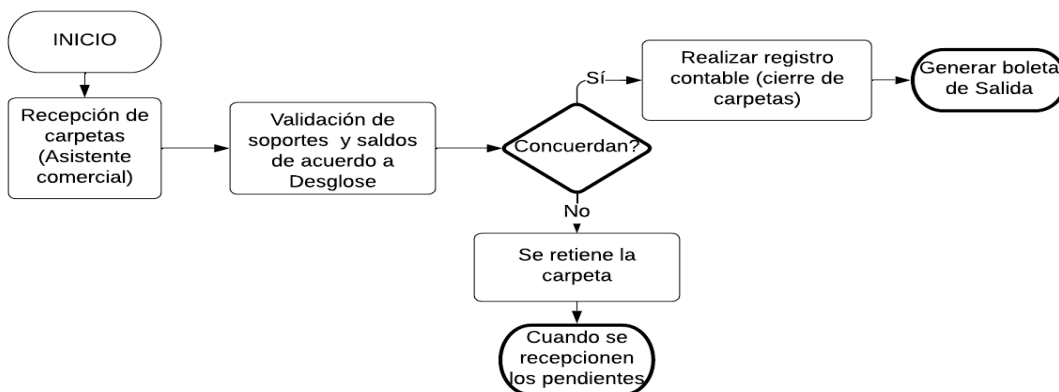 INICIO
Recepción de
carpetas
(Asistente
comercial)
Validación de
soportes y saldos
de acuerdo a
Desglose
Concuerdan?
Sí
Realizar registro
contable (cierre de
carpetas)
Generar boleta
de Salida
No
Se retiene la
carpeta
Cuando se
recepcionen
los pendientes